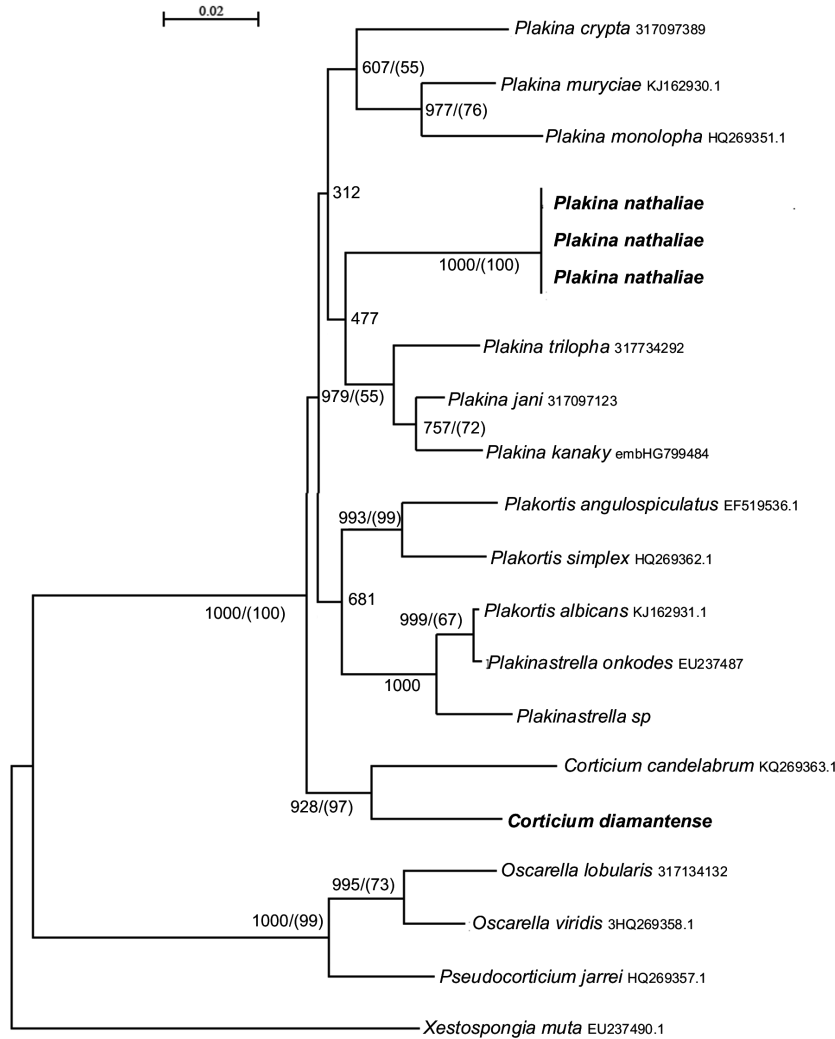 0.02
Plakina crypta 317097389
607/(55)
Plakina muryciae KJ162930.1
977/(76)
Plakina monolopha HQ269351.1
312
Plakina nathaliae
Plakina nathaliae
1000/(100)
Plakina nathaliae
477
Plakina trilopha 317734292
979/(55)
Plakina jani 317097123
757/(72)
Plakina kanaky embHG799484
993/(99)
Plakortis angulospiculatus EF519536.1
Plakortis simplex HQ269362.1
681
1000/(100)
999/(67)
Plakortis albicans KJ162931.1
Plakinastrella onkodes EU237487
1000
Plakinastrella sp
Corticium candelabrum KQ269363.1
928/(97)
Corticium diamantense
995/(73)
Oscarella lobularis 317134132
1000/(99)
Oscarella viridis 3HQ269358.1
Pseudocorticium jarrei HQ269357.1
Xestospongia muta EU237490.1